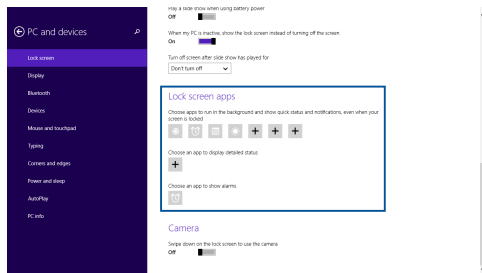 PC and devices
Lock screen
Display
Bluetooth
Devices
Mouse and touchpad
Typing
Corners and edges
Power and sleep
AutoPlay
PC info
Play a slide show when using battery power
Off
When my PC is inactive, show the lock screen instead of turning off the screen
On
Turn off screen after slide show has played for
Don't turn off
Lock screen apps
Choose apps to run in the background and show quick status and notifications, even when your
screen is locked
Choose an app to display detailed status
Choose an app to show alarms
Camera
Swipe down on the lock screen to use the camera
Off